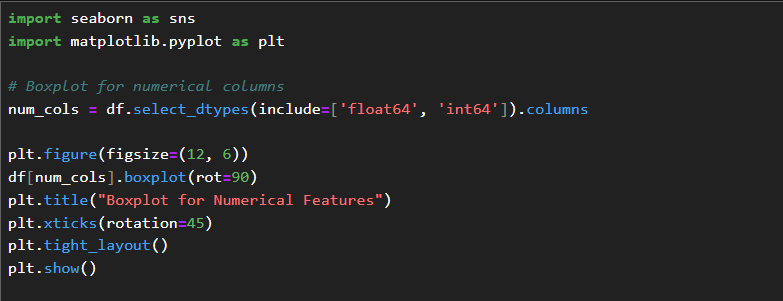 import seaborn as sns
import matplotlib.pyplot as plt
# Boxplot for numerical columns
num_cols = df.select_dtypes(include=['float64', 'int64']).columns
plt.figure(figsize=(12, 6))
df[num_cols].boxplot(rot=90)
plt.title("Boxplot for Numerical Features")
plt.xticks(rotation=45)
plt.tight_layout()
plt.show()